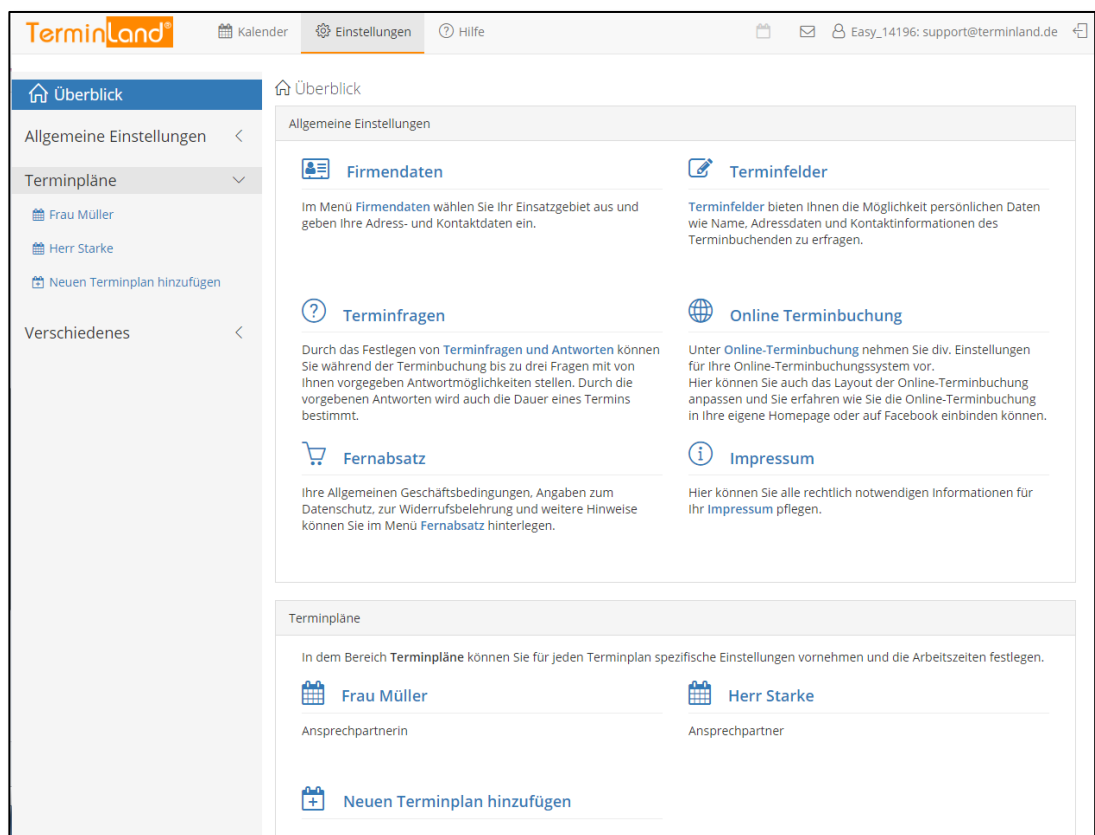 TerminLand®
Kalender
Einstellungen
Hilfe
Easy_14196: support@terminland.de
Überblick
Allgemeine Einstellungen
Terminpläne
Frau Müller
Herr Starke
Neuen Terminplan hinzufügen
Verschiedenes
Überblick
Allgemeine Einstellungen
Firmendaten
Im Menü Firmendaten wählen Sie Ihr Einsatzgebiet aus und
geben Ihre Adress- und Kontaktdaten ein.
Terminfelder
Terminfelder bieten Ihnen die Möglichkeit persönlichen Daten
wie Name, Adressdaten und Kontaktinformationen des
Terminbuchenden zu erfragen.
Terminfragen
Durch das Festlegen von Terminfragen und Antworten können
Sie während der Terminbuchung bis zu drei Fragen mit von
Ihnen vorgegeben Antwortmöglichkeiten stellen. Durch die
vorgebenen Antworten wird auch die Dauer eines Termins
bestimmt.
Online Terminbuchung
Unter Online-Terminbuchung nehmen Sie div. Einstellungen
für Ihre Online-Terminbuchungssystem vor.
Hier können Sie auch das Layout der Online-Terminbuchung
anpassen und Sie erfahren wie Sie die Online-Terminbuchung
in Ihre eigene Homepage oder auf Facebook einbinden können.
Fernabsatz
Ihre Allgemeinen Geschäftsbedingungen, Angaben zum
Datenschutz, zur Widerrufsbelehrung und weitere Hinweise
können Sie im Menü Fernabsatz hinterlegen.
Impressum
Hier können Sie alle rechtlich notwendigen Informationen für
Ihr Impressum pflegen.
Terminpläne
In dem Bereich Terminpläne können Sie für jeden Terminplan spezifische Einstellungen vornehmen und die Arbeitszeiten festlegen.
Frau Müller
Ansprechpartnerin
Herr Starke
Ansprechpartner
Neuen Terminplan hinzufügen